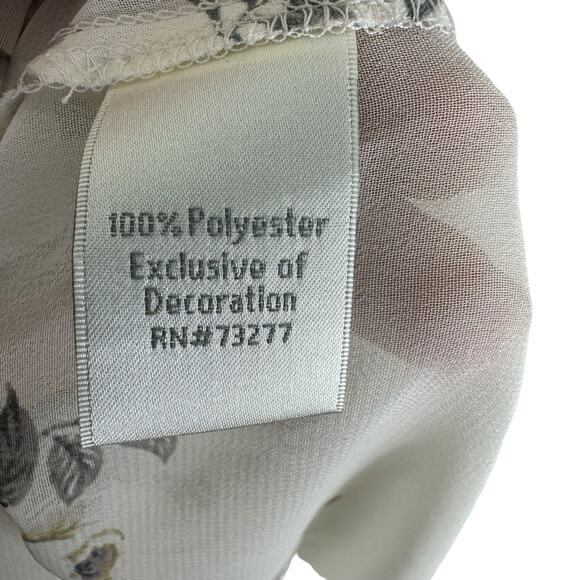 100% Polyester
Exclusive of
Decoration
RN#73277